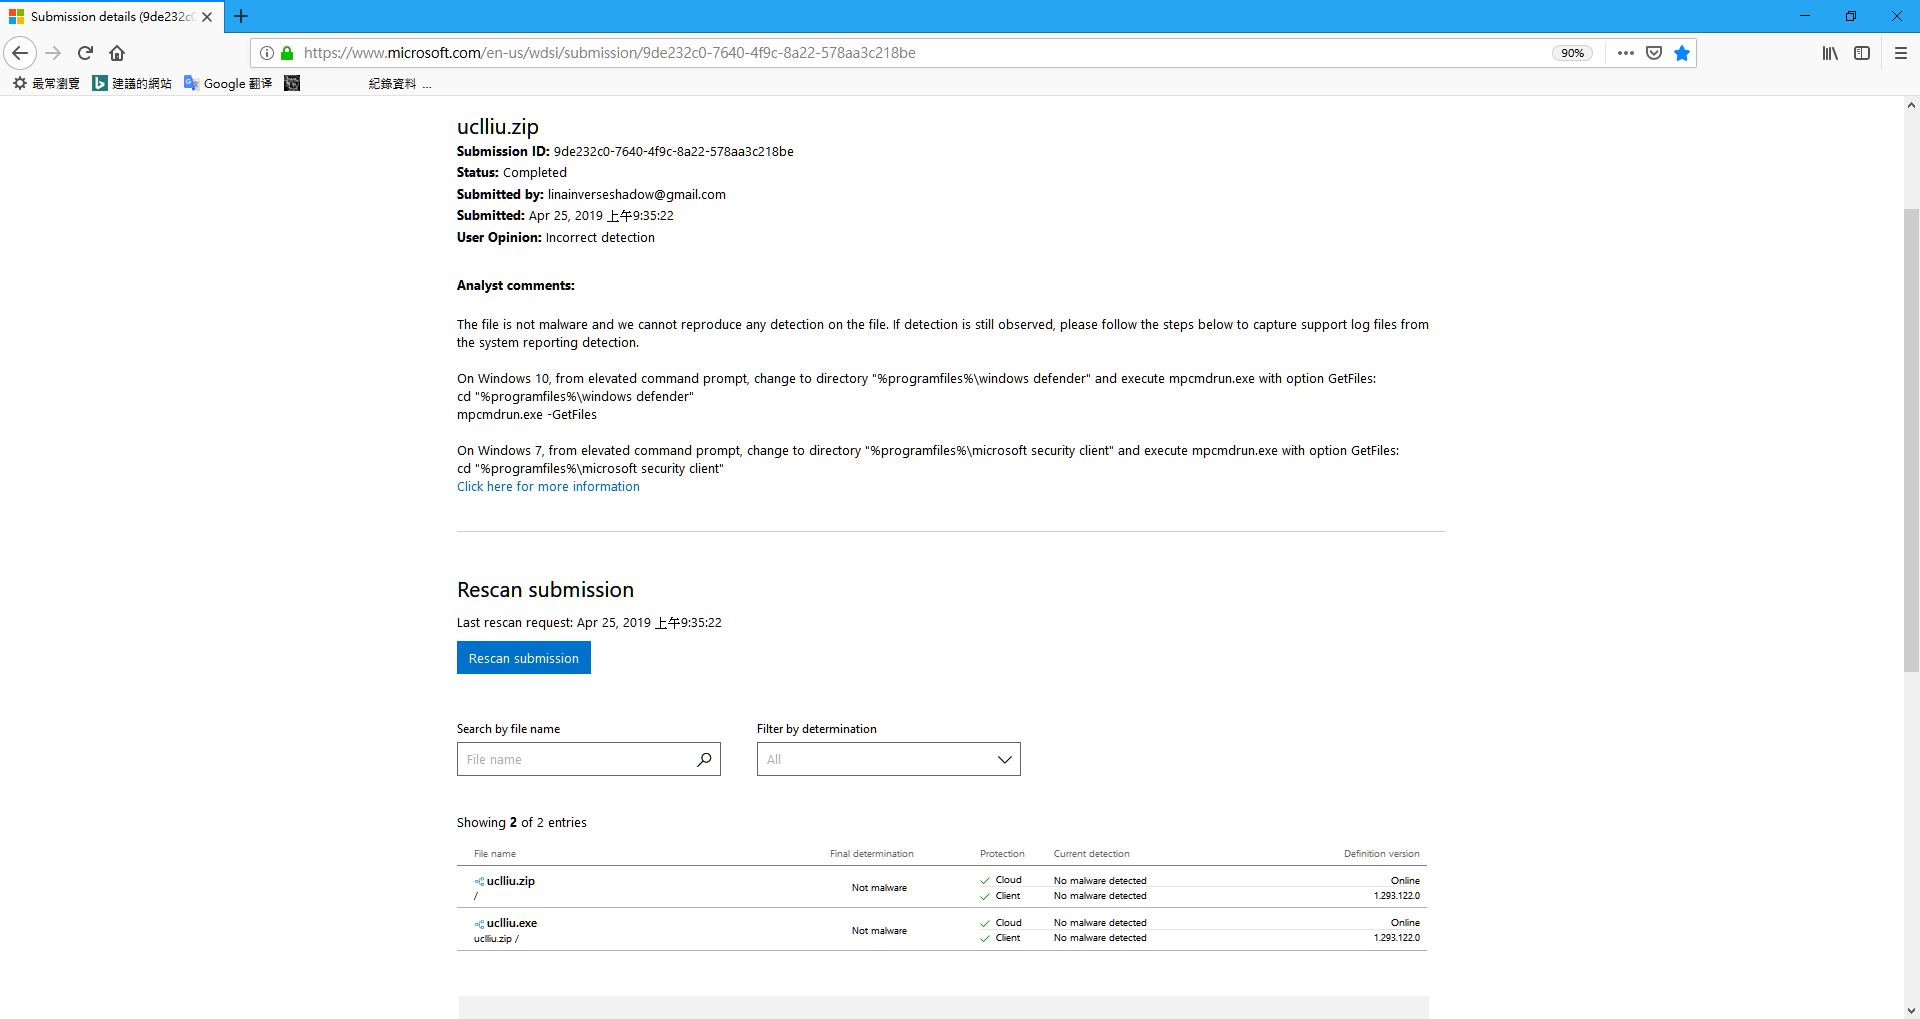 Submission details (9de232c0
https://www.microsoft.com/en-us/wdsi/submission/9de232c0-7640-4f9c-8a22-578aa3c218be
90%
最常瀏覽 建議的網站 Google 翻译 紀錄資料 ...
uclliu.zip
Submission ID: 9de232c0-7640-4f9c-8a22-578aa3c218be
Status: Completed
Submitted by: linainverseshadow@gmail.com
Submitted: Apr 25, 2019 上午9:35:22
User Opinion: Incorrect detection
Analyst comments:
The file is not malware and we cannot reproduce any detection on the file. If detection is still observed, please follow the steps below to capture support log files from
the system reporting detection.
On Windows 10, from elevated command prompt, change to directory "%programfiles%\windows defender" and execute mpcmdrun.exe with option GetFiles:
cd "%programfiles%\windows defender"
mpcmdrun.exe -GetFiles
On Windows 7, from elevated command prompt, change to directory "%programfiles%\microsoft security client" and execute mpcmdrun.exe with option GetFiles:
cd "%programfiles%\microsoft security client"
Click here for more information
Rescan submission
Last rescan request: Apr 25, 2019 上午9:35:22
Rescan submission
Search by file name Filter by determination
File name All
Showing 2 of 2 entries
File name Final determination Protection Current detection Definition version
uclliu.zip Cloud No malware detected Online
Not malware
/ Client No malware detected 1.293.122.0
uclliu.exe Cloud No malware detected Online
Not malware
uclliu.zip / Client No malware detected 1.293.122.0